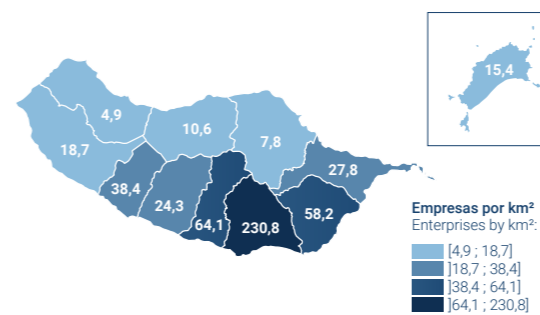 15,4
4,9
10,6
7,8
18,7
27,8
38,4
24,3
64,1
230,8
58,2
Empresas por km²
Enterprises by km²:
[4,9 ; 18,7]
]18,7 ; 38,4]
]38,4 ; 64,1]
]64,1 ; 230,8]